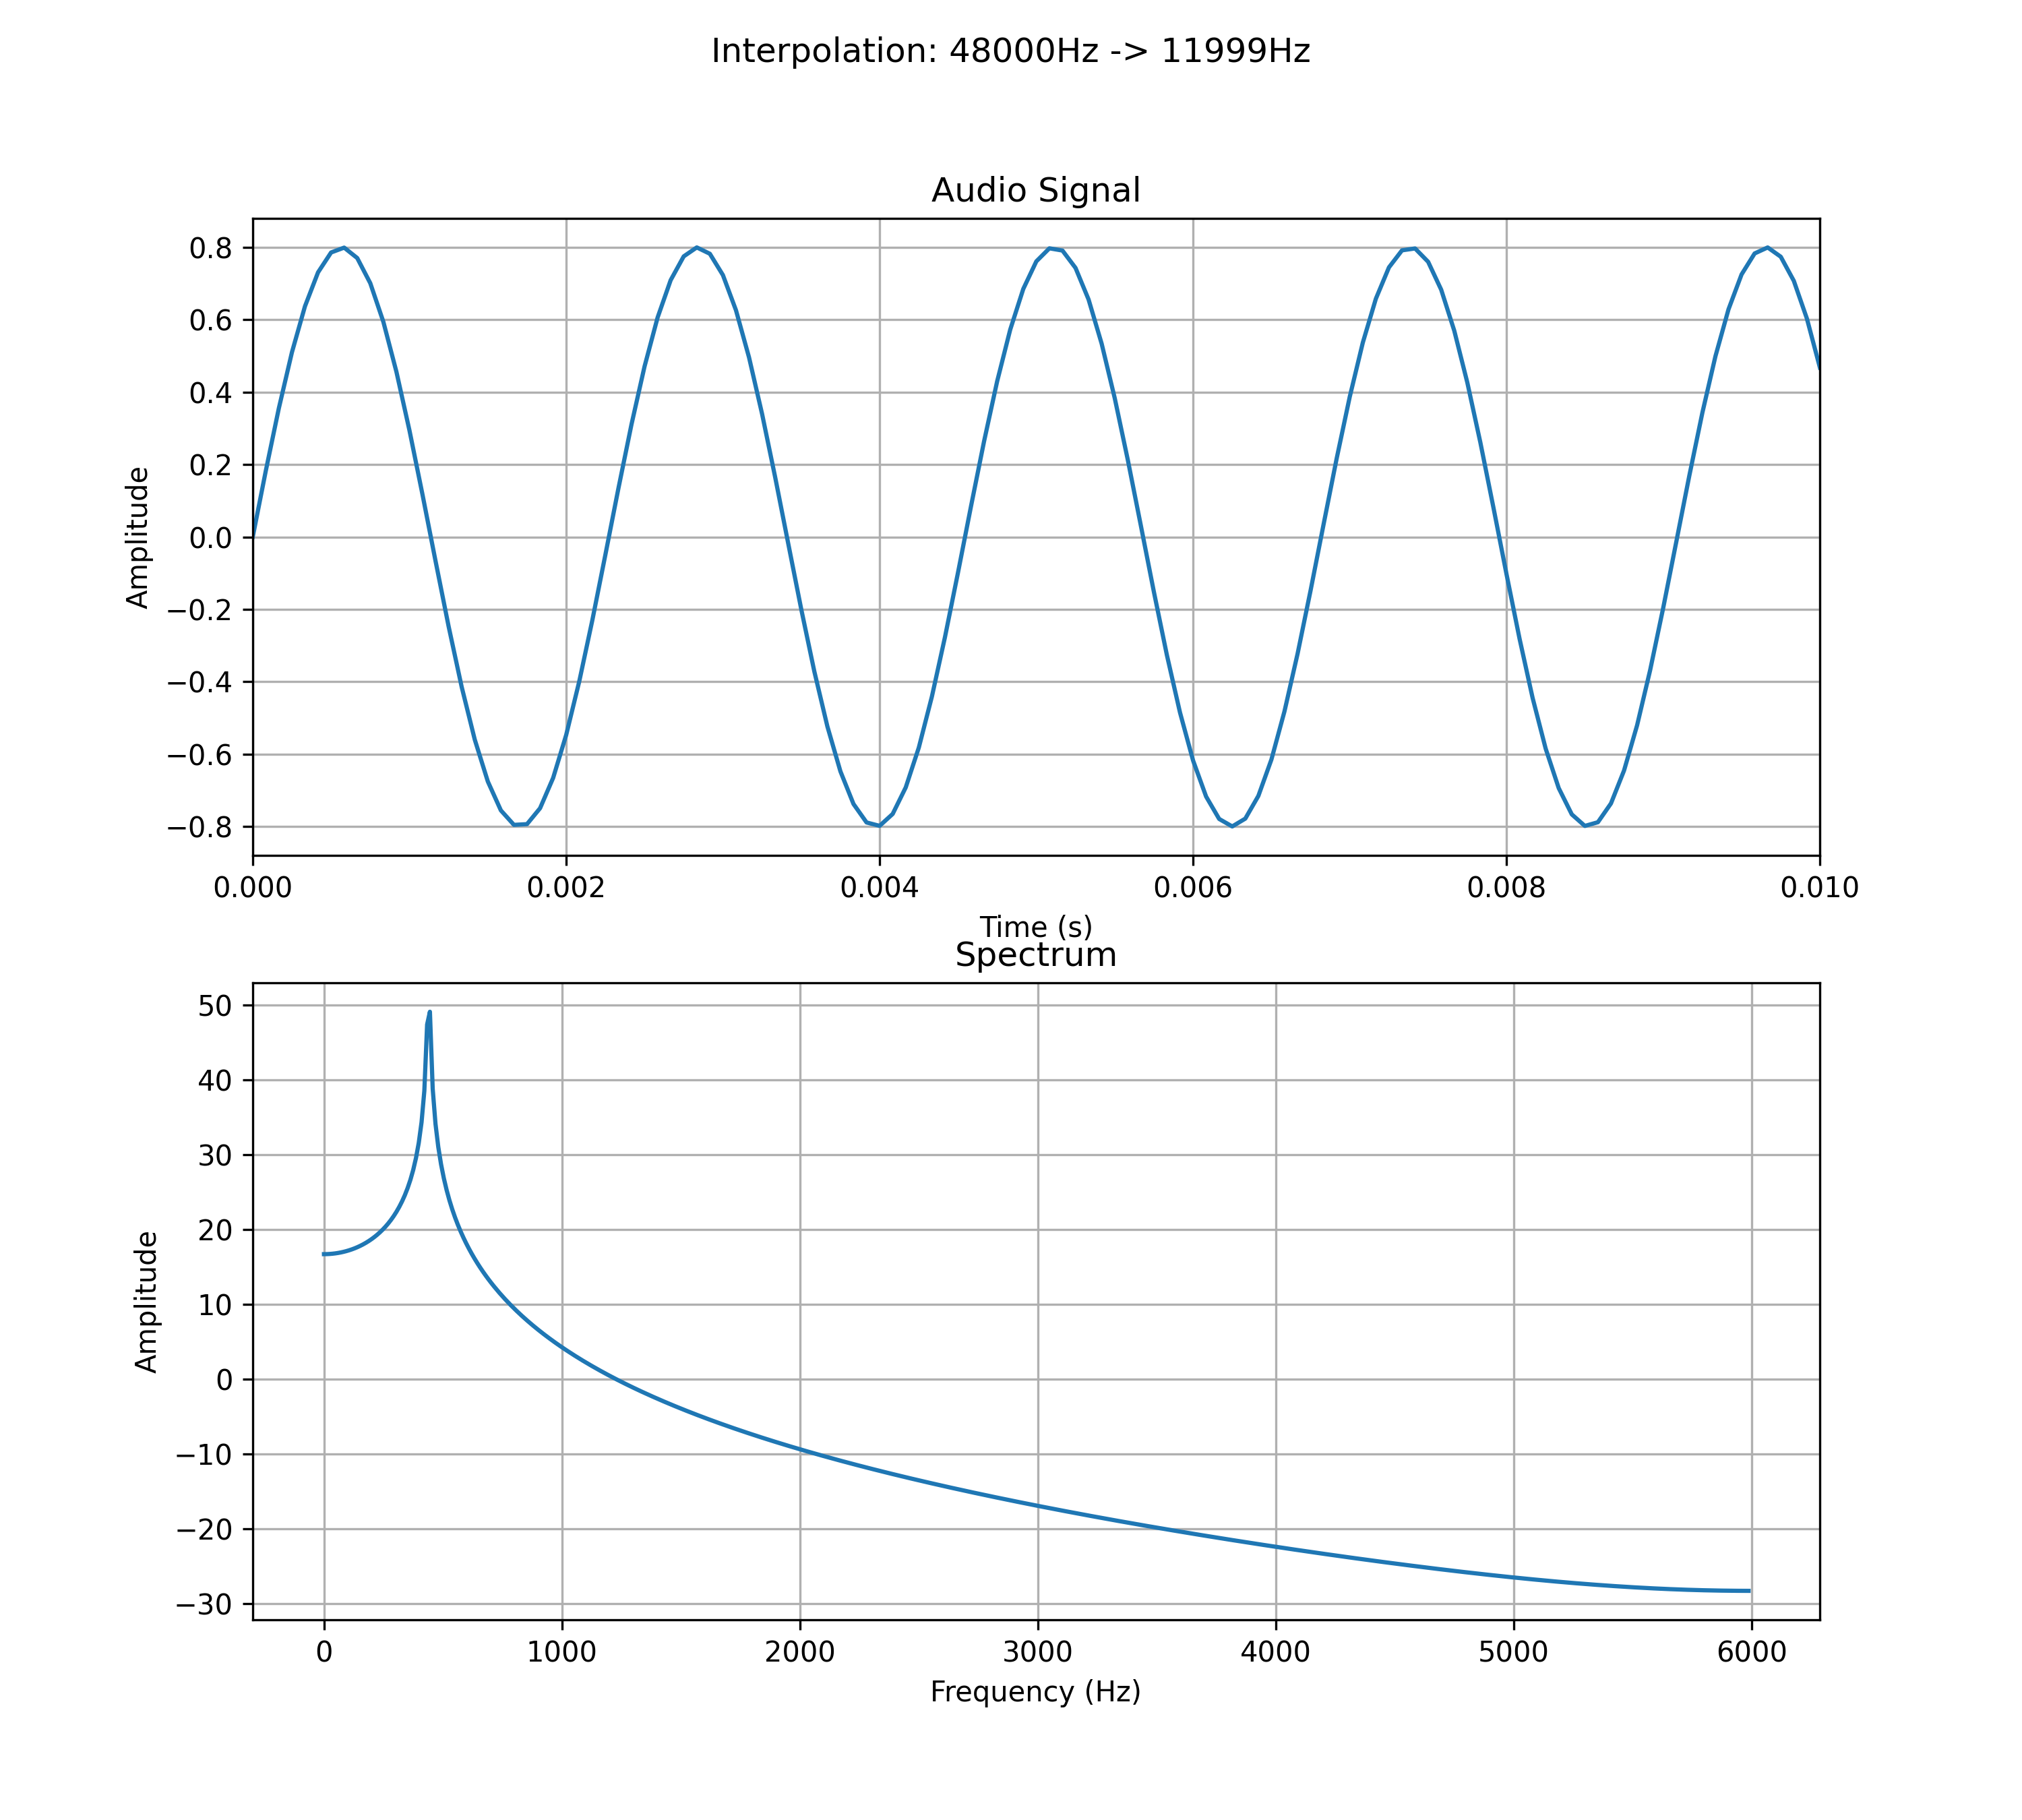 Interpolation: 48000Hz -> 11999Hz
Audio Signal
0.8
0.6
0.4
0.2
0.0
−0.2
−0.4
−0.6
−0.8
Amplitude
0.000 0.002 0.004 0.006 0.008 0.010
Time (s)
Spectrum
50
40
30
20
10
0
−10
−20
−30
Amplitude
0 1000 2000 3000 4000 5000 6000
Frequency (Hz)